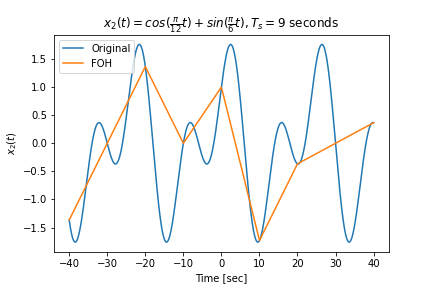 x₂(t) = cos(π/12 t) + sin(π/6 t), Tₛ = 9 seconds
Original
FOH
1.5
1.0
0.5
0.0
−0.5
−1.0
−1.5
x₂(t)
−40 −30 −20 −10 0 10 20 30 40
Time [sec]